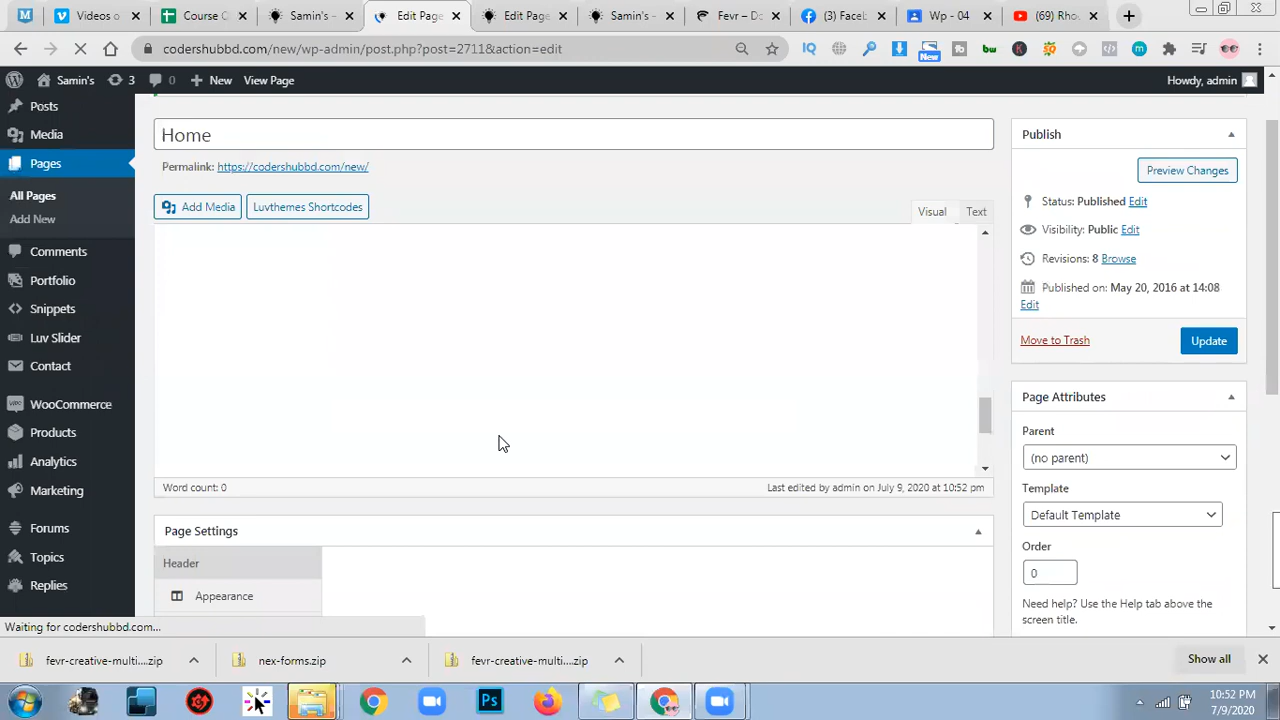 Videos
Course C
Samin's -
Edit Page
Edit Page
Samin's -
Fevr – D
(3) Face
Wp - 04
(69) Rho
codershubbd.com/new/wp-admin/post.php?post=2711&action=edit
New
Samin's 3 0 New View Page Howdy, admin
Posts
Media
Pages
All Pages
Add New
Comments
Portfolio
Snippets
Luv Slider
Contact
WooCommerce
Products
Analytics
Marketing
Forums
Topics
Replies
Home
Permalink: https://codershubbd.com/new/
Add Media Luvthemes Shortcodes
Visual Text
Word count: 0 Last edited by admin on July 9, 2020 at 10:52 pm
Page Settings
Header
Appearance
Publish
Preview Changes
Status: Published Edit
Visibility: Public Edit
Revisions: 8 Browse
Published on: May 20, 2016 at 14:08
Edit
Move to Trash Update
Page Attributes
Parent
(no parent)
Template
Default Template
Order
0
Need help? Use the Help tab above the
screen title.
Waiting for codershubbd.com...
fevr-creative-multi....zip
nex-forms.zip
fevr-creative-multi....zip
Show all
Ps
10:52 PM
7/9/2020